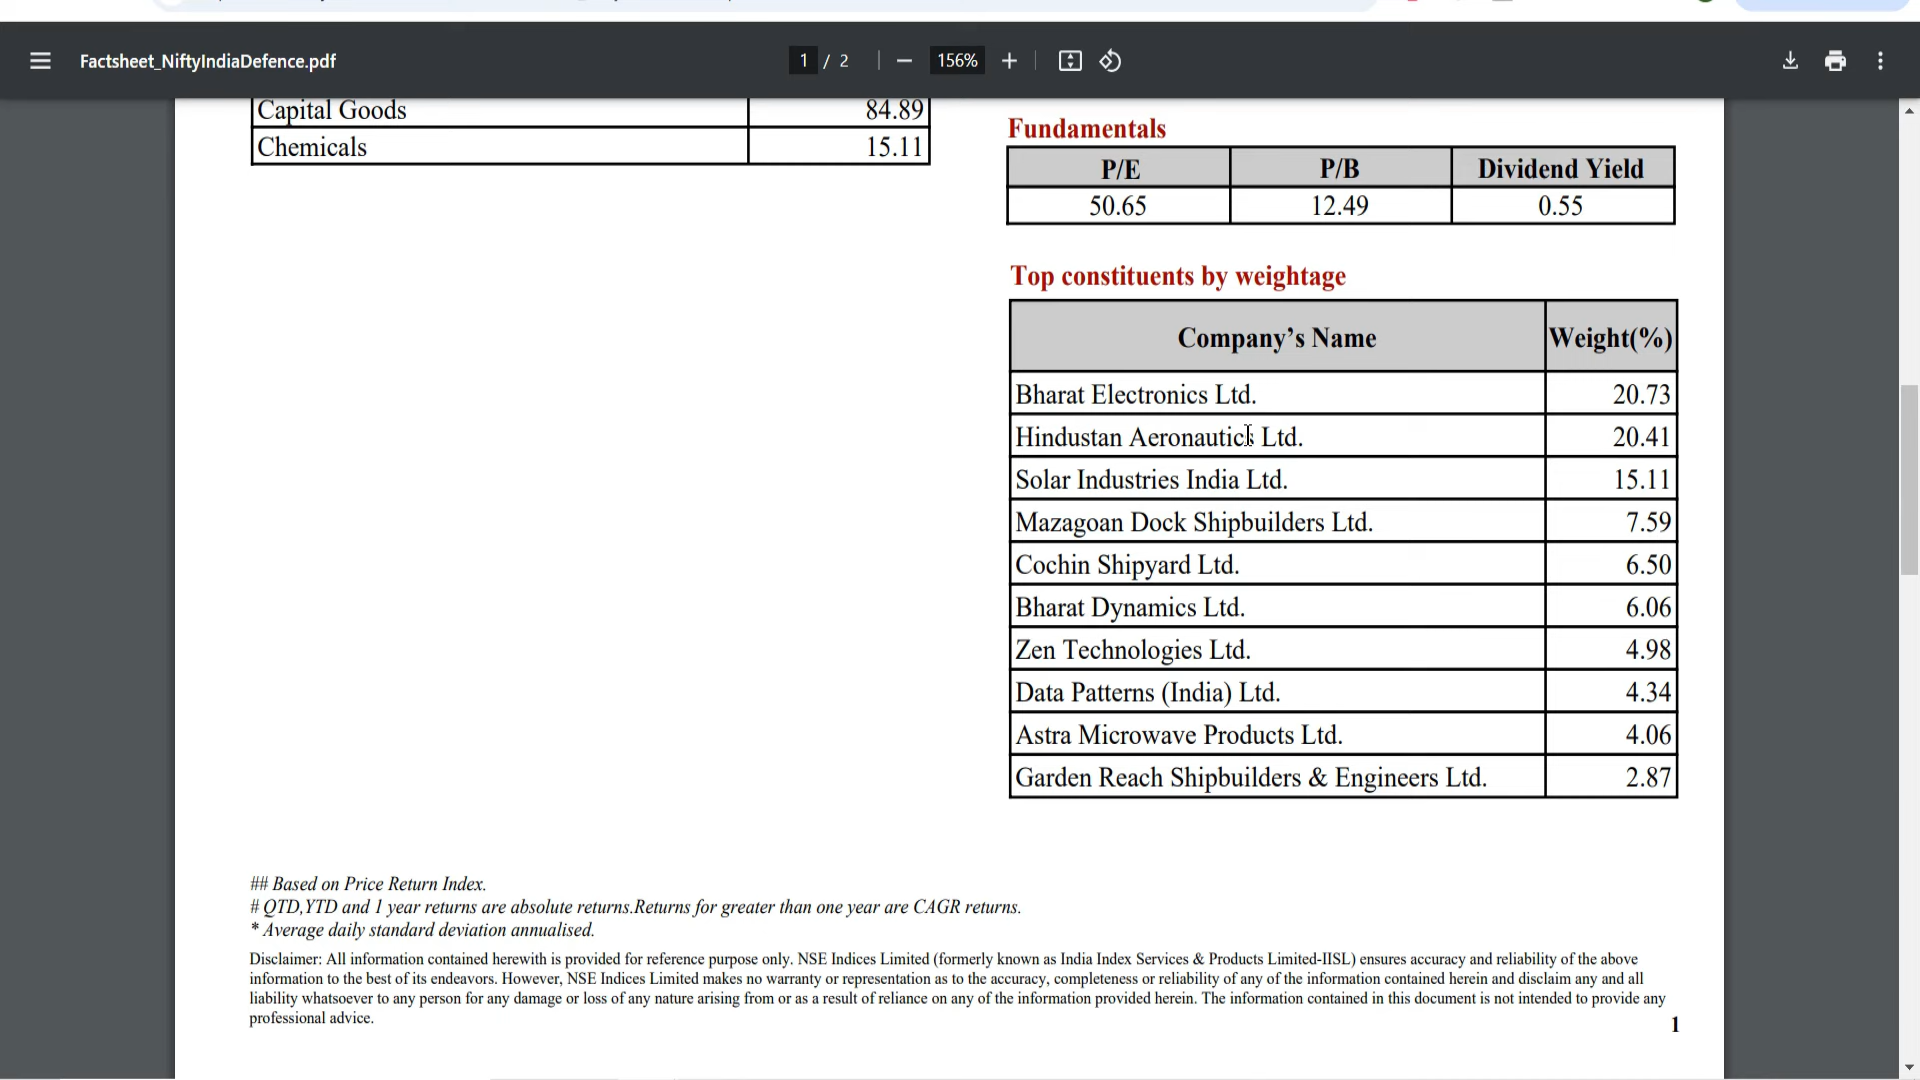 Factsheet_NiftyIndiaDefence.pdf
1 / 2
156%
Capital Goods 84.89
Chemicals 15.11
Fundamentals
P/E P/B Dividend Yield
50.65 12.49 0.55
Top constituents by weightage
Company’s Name Weight(%)
Bharat Electronics Ltd. 20.73
Hindustan Aeronautics Ltd. 20.41
Solar Industries India Ltd. 15.11
Mazagoan Dock Shipbuilders Ltd. 7.59
Cochin Shipyard Ltd. 6.50
Bharat Dynamics Ltd. 6.06
Zen Technologies Ltd. 4.98
Data Patterns (India) Ltd. 4.34
Astra Microwave Products Ltd. 4.06
Garden Reach Shipbuilders & Engineers Ltd. 2.87
## Based on Price Return Index.
# QTD,YTD and 1 year returns are absolute returns.Returns for greater than one year are CAGR returns.
* Average daily standard deviation annualised.
Disclaimer: All information contained herewith is provided for reference purpose only. NSE Indices Limited (formerly known as India Index Services & Products Limited-IISL) ensures accuracy and reliability of the above
information to the best of its endeavors. However, NSE Indices Limited makes no warranty or representation as to the accuracy, completeness or reliability of any of the information contained herein and disclaim any and all
liability whatsoever to any person for any damage or loss of any nature arising from or as a result of reliance on any of the information provided herein. The information contained in this document is not intended to provide any
professional advice.
1